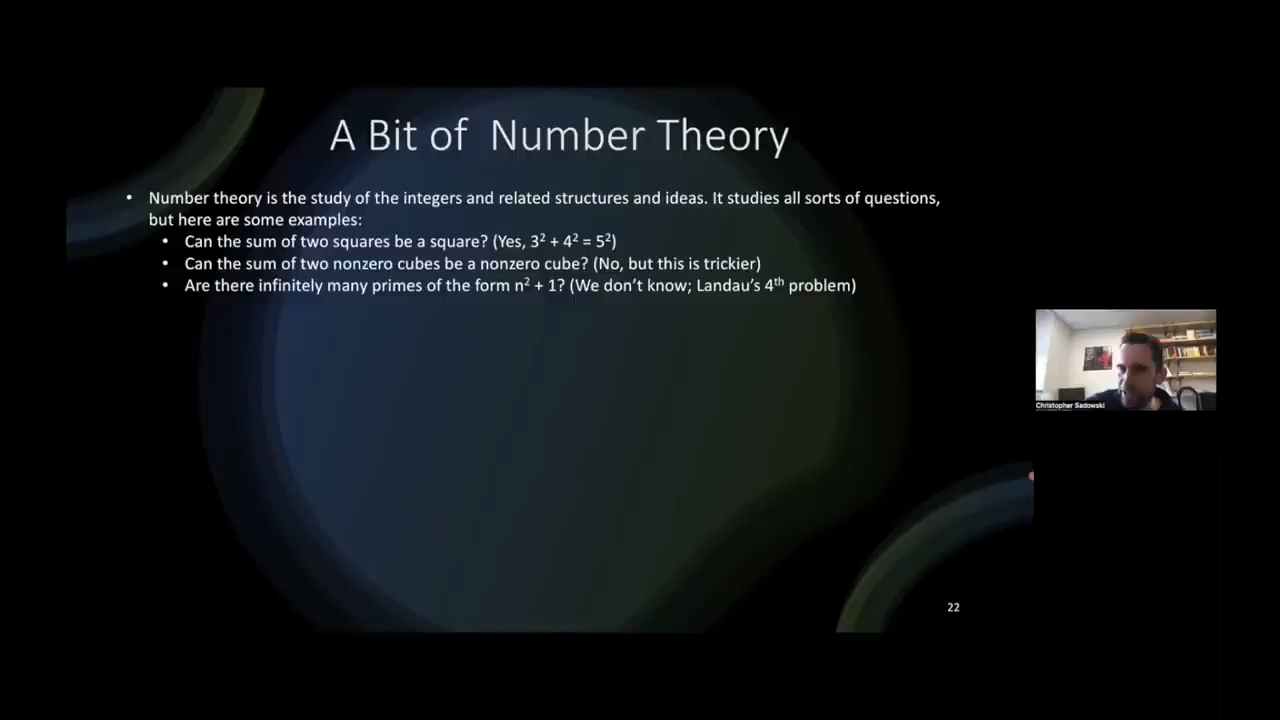 A Bit of Number Theory
• Number theory is the study of the integers and related structures and ideas. It studies all sorts of questions,
but here are some examples:
• Can the sum of two squares be a square? (Yes, 3² + 4² = 5²)
• Can the sum of two nonzero cubes be a nonzero cube? (No, but this is trickier)
• Are there infinitely many primes of the form n² + 1? (We don’t know; Landau’s 4ᵗʰ problem)
Christopher Sadowski
22